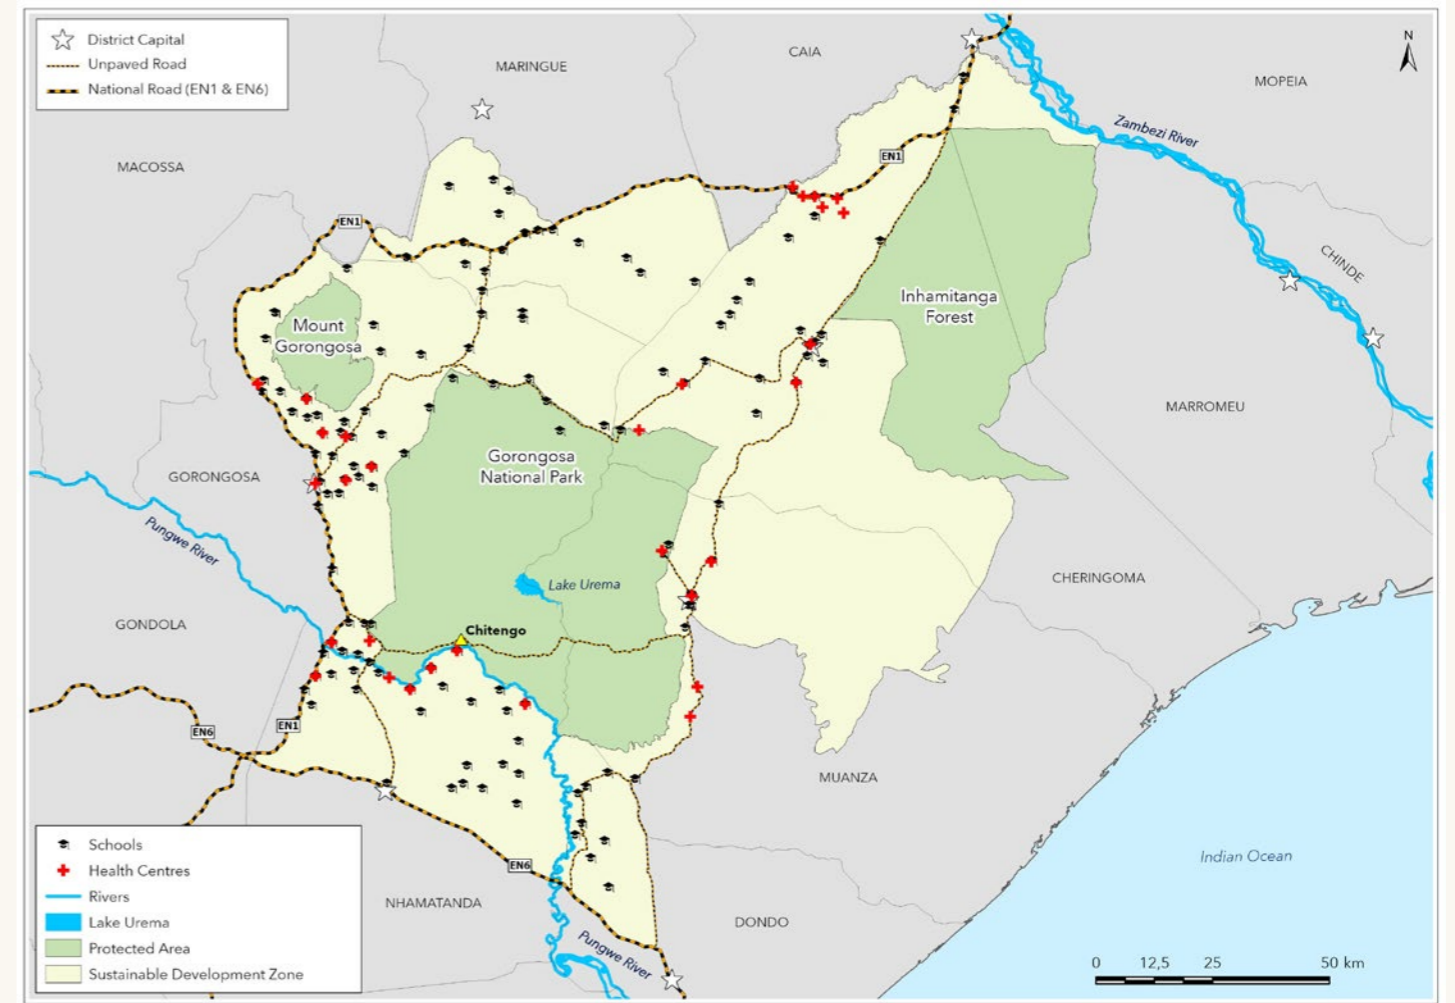 District Capital
Unpaved Road
National Road (EN1 & EN6)
N
CAIA
MARINGUE
MOPEIA
Zambezi River
EN1
MACOSSA
EN1
CHINDE
Inhamitanga
Forest
Mount
Gorongosa
MARROMEU
Gorongosa
National Park
GORONGOSA
Pungwe River
CHERINGOMA
Lake Urema
GONDOLA
Chitengo
EN6
EN1
MUANZA
Schools
Health Centres
Rivers
Lake Urema
Protected Area
Sustainable Development Zone
EN6
Indian Ocean
NHAMATANDA
DONDO
Pungwe River
0 12,5 25 50 km